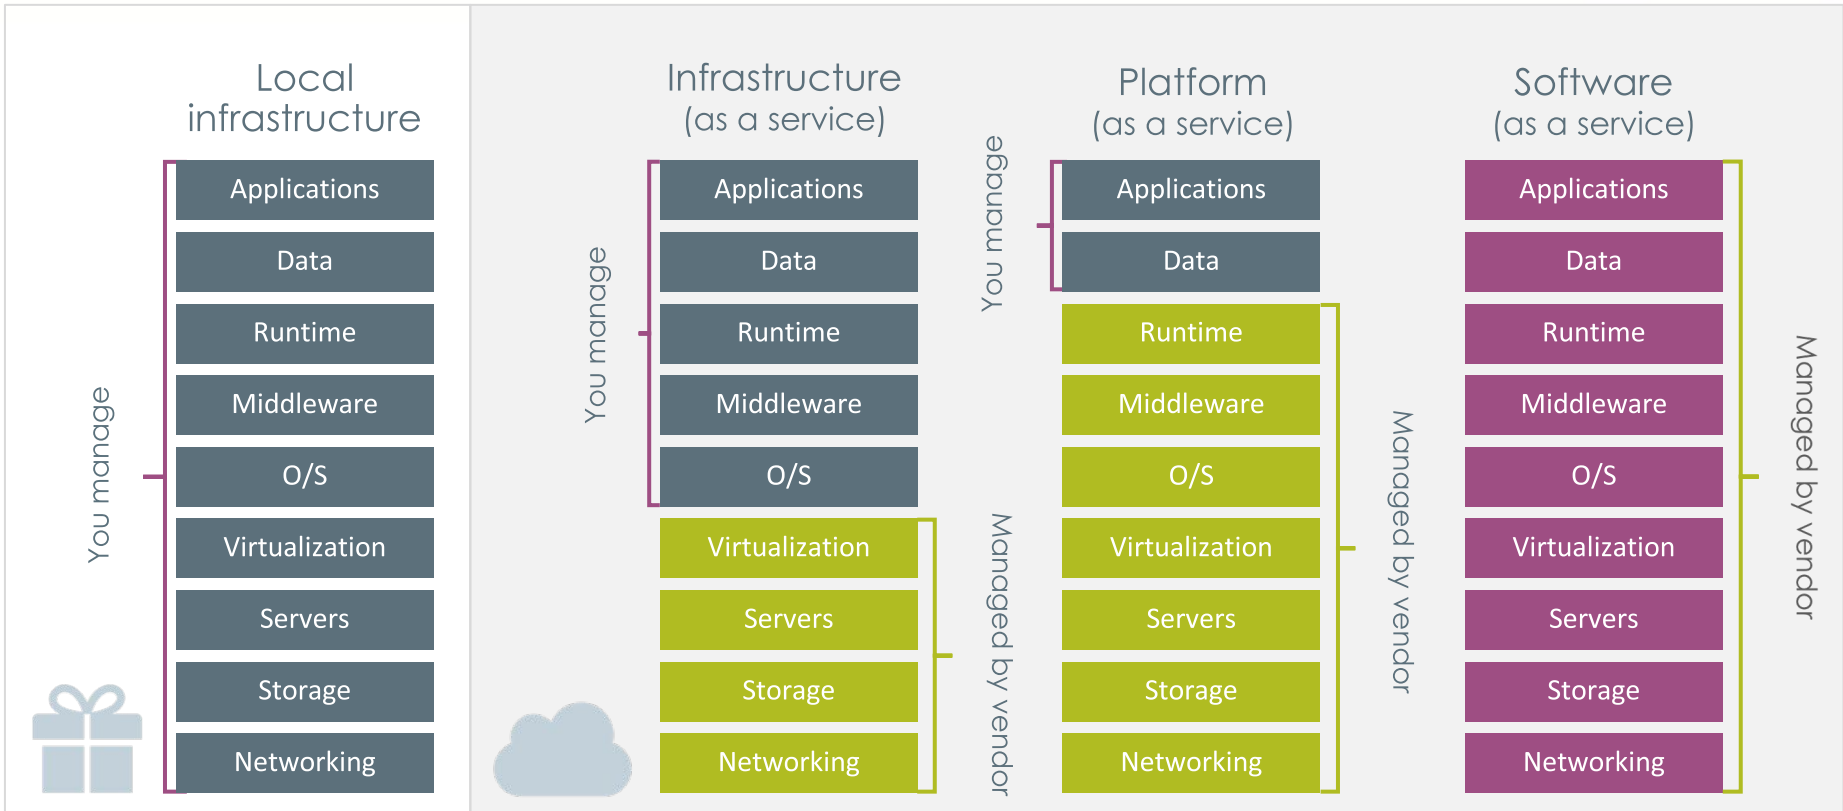 Local
infrastructure
You manage
Applications
Data
Runtime
Middleware
O/S
Virtualization
Servers
Storage
Networking
Infrastructure
(as a service)
You manage
Applications
Data
Runtime
Middleware
O/S
Virtualization
Servers
Storage
Networking
Managed by vendor
Platform
(as a service)
You manage
Applications
Data
Runtime
Middleware
O/S
Virtualization
Servers
Storage
Networking
Managed by vendor
Software
(as a service)
Applications
Data
Runtime
Middleware
O/S
Virtualization
Servers
Storage
Networking
Managed by vendor